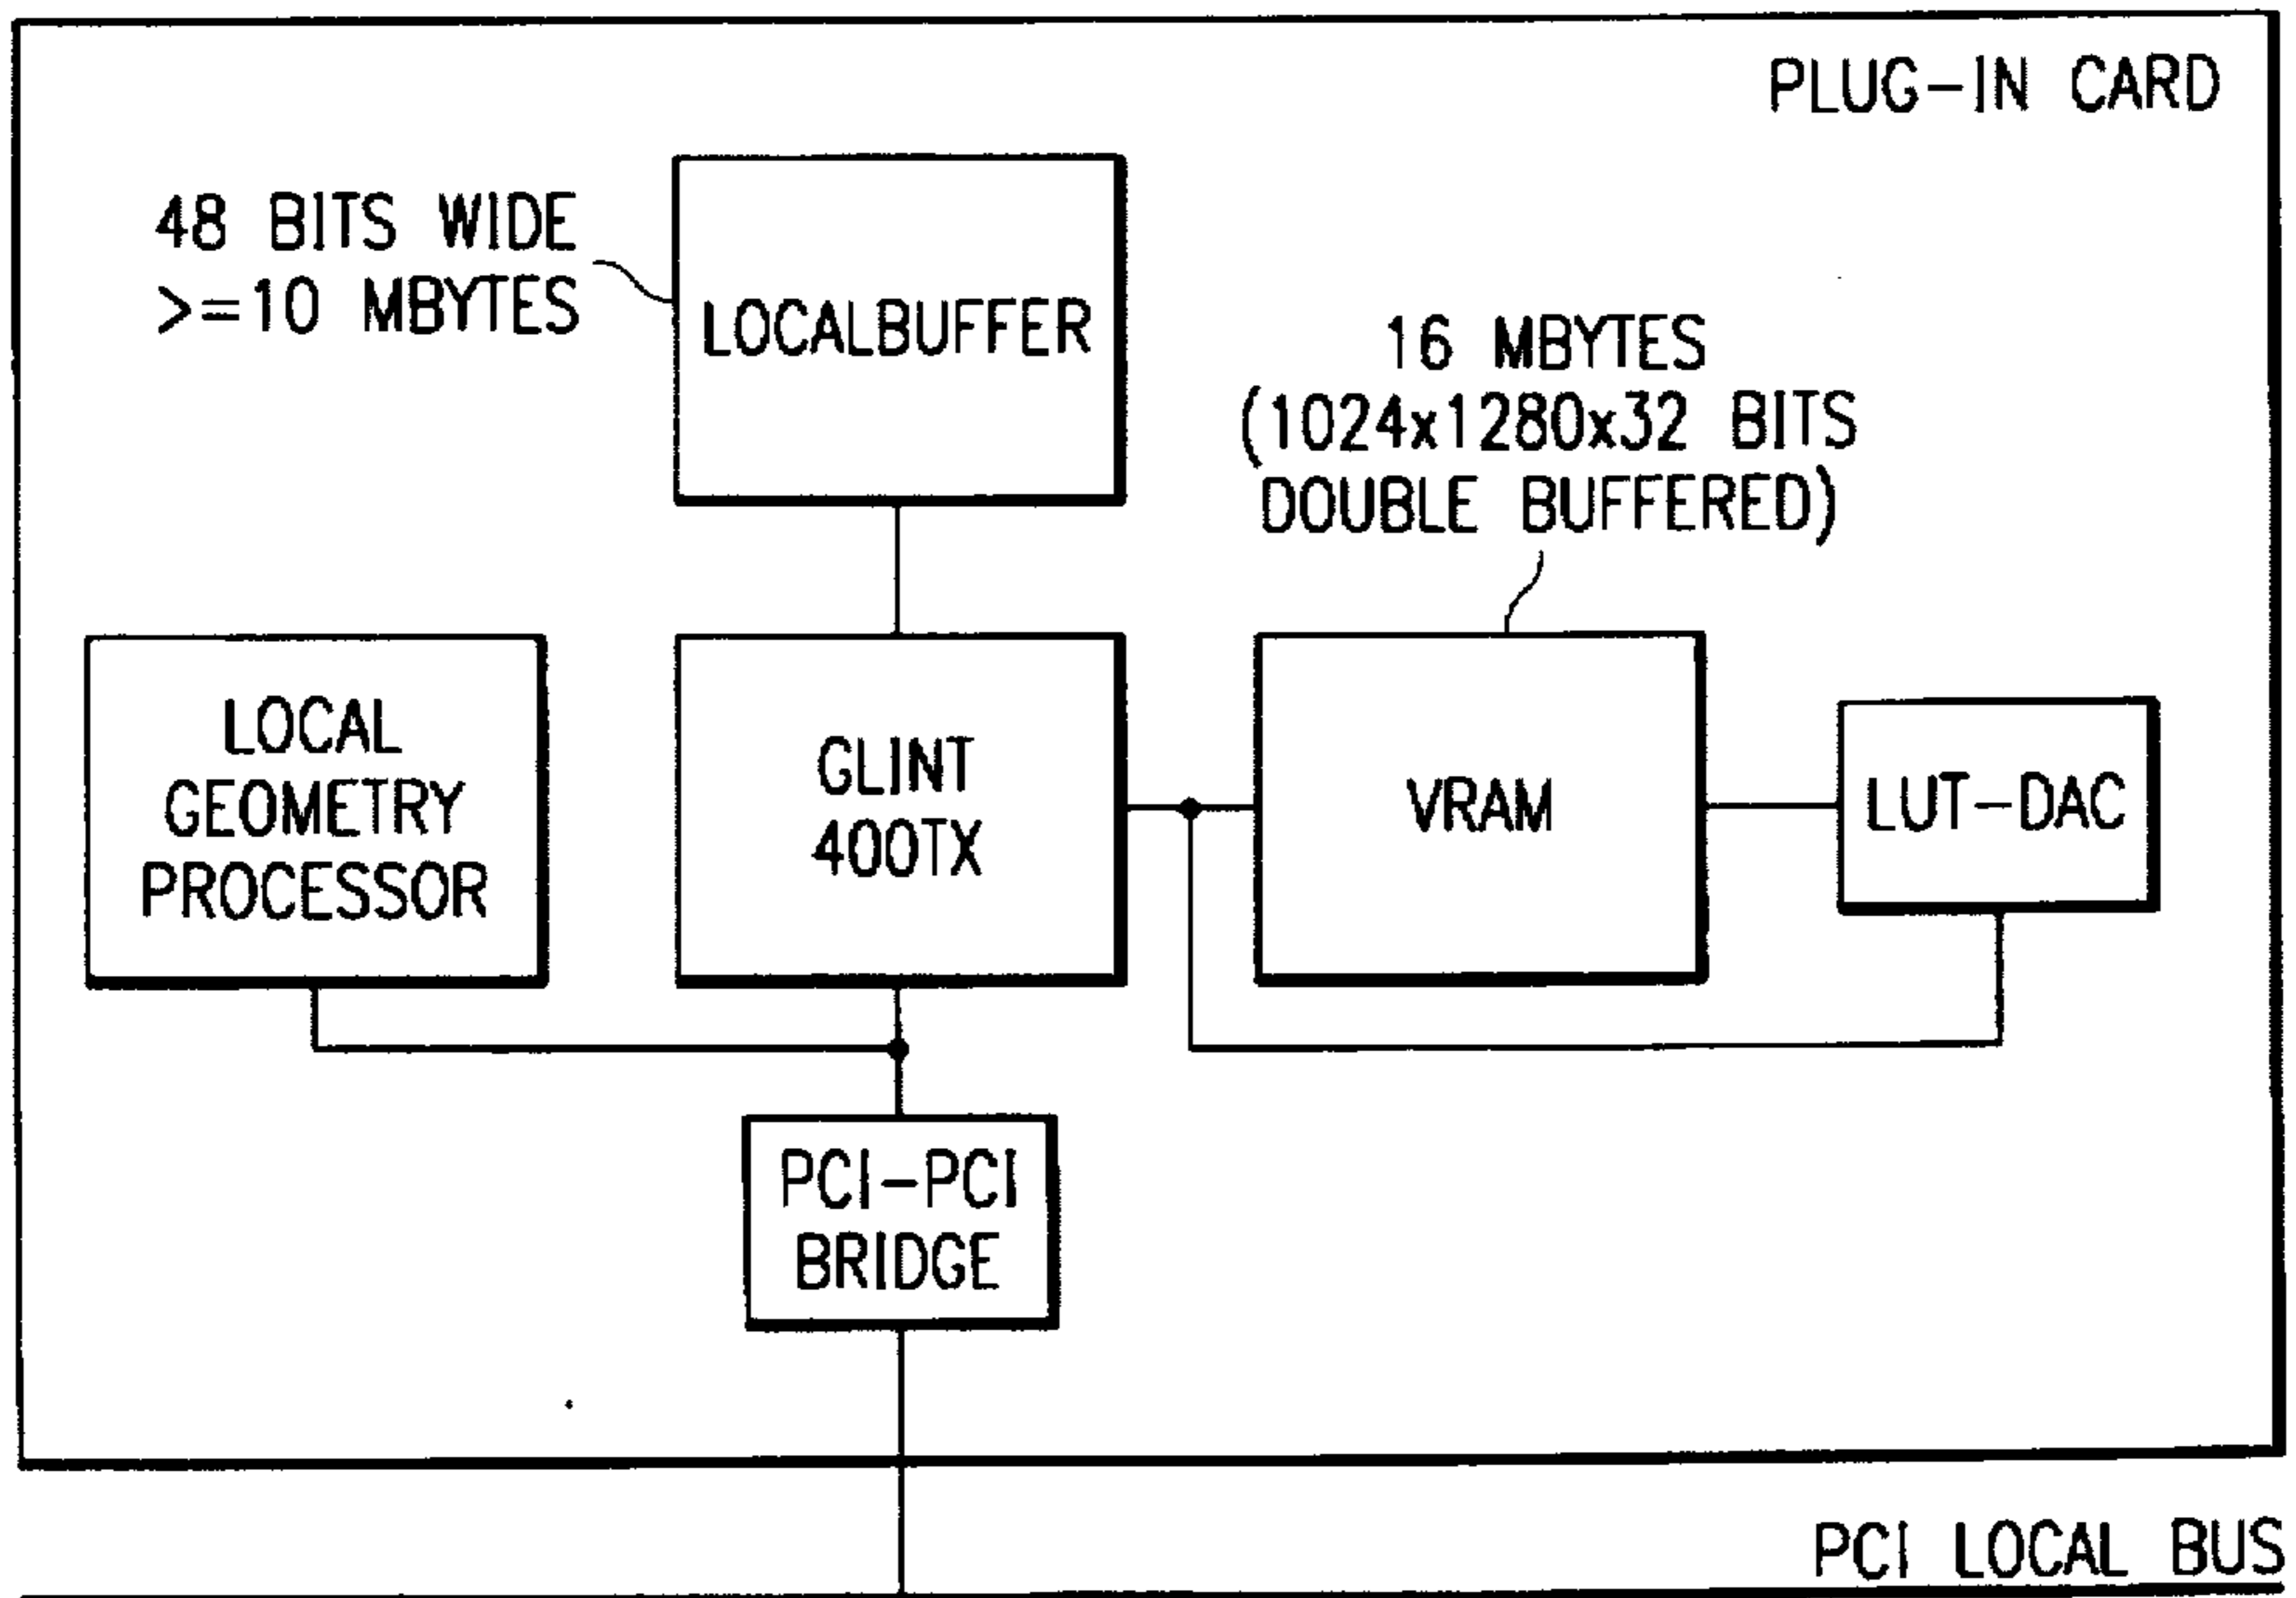 PLUG-IN CARD
48 BITS WIDE
>=10 MBYTES
LOCALBUFFER
16 MBYTES
(1024x1280x32 BITS
DOUBLE BUFFERED)
LOCAL
GEOMETRY
PROCESSOR
GLINT
400TX
VRAM
LUT-DAC
PCI-PCI
BRIDGE
PCI LOCAL BUS